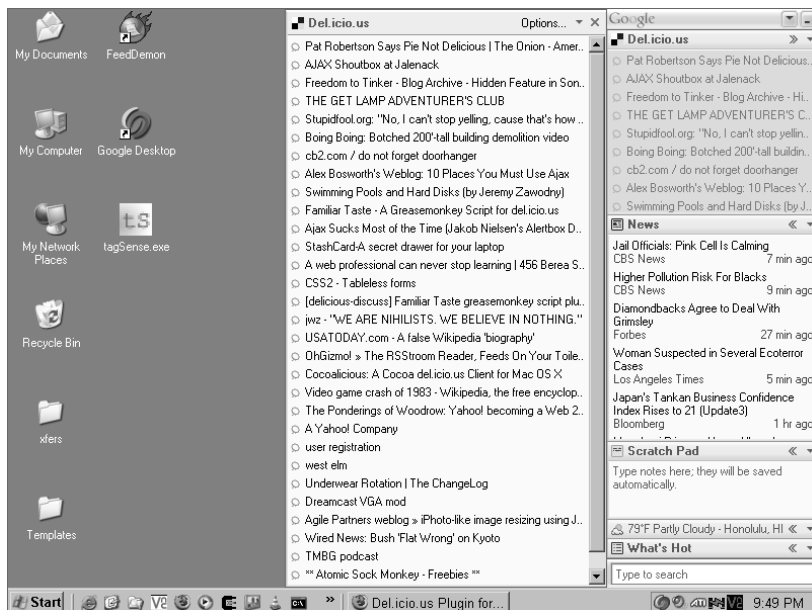 My Documents
FeedDemon
My Computer
Google Desktop
My Network
Places
tS
tagSense.exe
Recycle Bin
xfers
Templates
Del.icio.us
Options...
Pat Robertson Says Pie Not Delicious | The Onion - Amer..
AJAX Shoutbox at Jalenack
Freedom to Tinker - Blog Archive - Hidden Feature in Son..
THE GET LAMP ADVENTURER'S CLUB
Stupidfool.org: "No, I can't stop yelling, cause that's how ..
Boing Boing: Botched 200'-tall building demolition video
cb2.com / do not forget doorhanger
Alex Bosworth's Weblog: 10 Places You Must Use Ajax
Swimming Pools and Hard Disks (by Jeremy Zawodny)
Familiar Taste - A Greasemonkey Script for del.icio.us
Ajax Sucks Most of the Time (Jakob Nielsen's Alertbox D..
StashCard-A secret drawer for your laptop
A web professional can never stop learning | 456 Berea S..
CSS2 - Tableless forms
[delicious-discuss] Familiar Taste greasemonkey script plu..
jwz - "WE ARE NIHILISTS. WE BELIEVE IN NOTHING."
USATODAY.com - A false Wikipedia 'biography'
OhGizmo! » The RSStroom Reader, Feeds On Your Toile..
Cocoalicious: A Cocoa del.icio.us Client for Mac OS X
Video game crash of 1983 - Wikipedia, the free encyclop..
The Ponderings of Woodrow: Yahoo! becoming a Web 2..
A Yahoo! Company
user registration
west elm
Underwear Rotation | The ChangeLog
Dreamcast VGA mod
Agile Partners weblog » iPhoto-like image resizing using J..
Wired News: Bush 'Flat Wrong' on Kyoto
TMBG podcast
** Atomic Sock Monkey - Freebies **
Google
Del.icio.us
Pat Robertson Says Pie Not Delicious..
AJAX Shoutbox at Jalenack
Freedom to Tinker - Blog Archive - Hi..
THE GET LAMP ADVENTURER'S C..
Stupidfool.org: "No, I can't stop yellin..
Boing Boing: Botched 200'-tall buildin..
cb2.com / do not forget doorhanger
Alex Bosworth's Weblog: 10 Places Y..
Swimming Pools and Hard Disks (by J..
News
Jail Officials: Pink Cell Is Calming
CBS News 7 min ago
Higher Pollution Risk For Blacks
CBS News 9 min ago
Diamondbacks Agree to Deal With
Grimsley
Forbes 27 min ago
Woman Suspected in Several Ecoterror
Cases
Los Angeles Times 5 min ago
Japan's Tankan Business Confidence
Index Rises to 21 (Update3)
Bloomberg 1 hr ago
Scratch Pad
Type notes here; they will be saved
automatically.
79°F Partly Cloudy - Honolulu, HI
What's Hot
Type to search
Start
Del.icio.us Plugin for...
9:49 PM